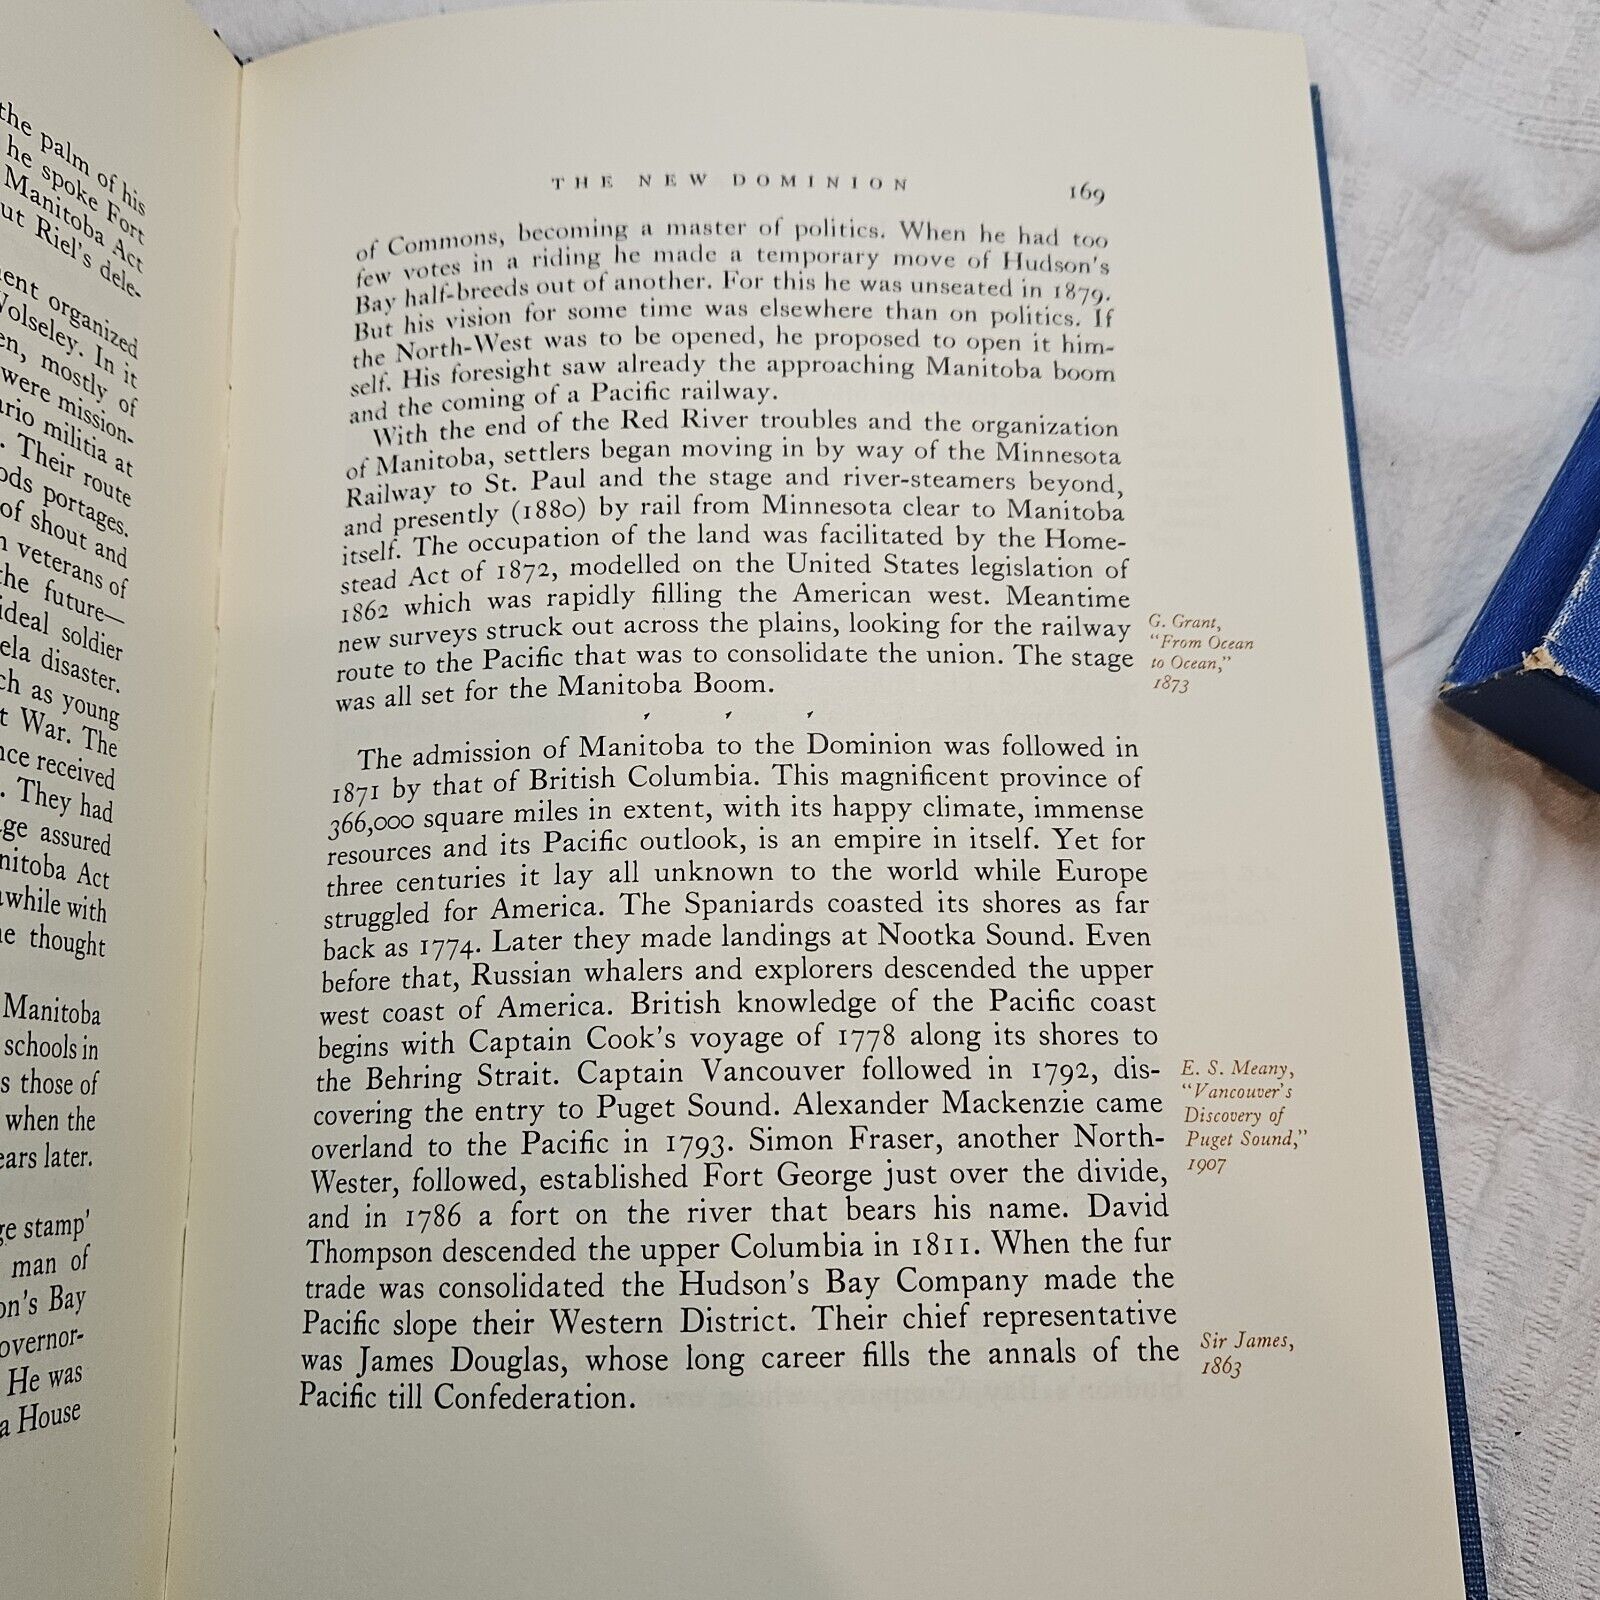 the palm of his
he spoke Fort
Manitoba Act
ut Riel's dele-
ment organized
Wolseley. In it
en, mostly of
were mission-
ario militia at
. Their route
ods portages.
of shout and
n veterans of
the future—
ideal soldier
ela disaster.
ch as young
t War. The
nce received
. They had
ge assured
nitoba Act
while with
e thought
Manitoba
schools in
s those of
when the
ears later.
ge stamp'
man of
on's Bay
overnor-
He was
a House
THE NEW DOMINION 169
of Commons, becoming a master of politics. When he had too
few votes in a riding he made a temporary move of Hudson's
Bay half-breeds out of another. For this he was unseated in 1879.
But his vision for some time was elsewhere than on politics. If
the North-West was to be opened, he proposed to open it him-
self. His foresight saw already the approaching Manitoba boom
and the coming of a Pacific railway.
With the end of the Red River troubles and the organization
of Manitoba, settlers began moving in by way of the Minnesota
Railway to St. Paul and the stage and river-steamers beyond,
and presently (1880) by rail from Minnesota clear to Manitoba
itself. The occupation of the land was facilitated by the Home-
stead Act of 1872, modelled on the United States legislation of
1862 which was rapidly filling the American west. Meantime
new surveys struck out across the plains, looking for the railway
route to the Pacific that was to consolidate the union. The stage
was all set for the Manitoba Boom.
G. Grant,
"From Ocean
to Ocean,"
1873
The admission of Manitoba to the Dominion was followed in
1871 by that of British Columbia. This magnificent province of
366,000 square miles in extent, with its happy climate, immense
resources and its Pacific outlook, is an empire in itself. Yet for
three centuries it lay all unknown to the world while Europe
struggled for America. The Spaniards coasted its shores as far
back as 1774. Later they made landings at Nootka Sound. Even
before that, Russian whalers and explorers descended the upper
west coast of America. British knowledge of the Pacific coast
begins with Captain Cook's voyage of 1778 along its shores to
the Behring Strait. Captain Vancouver followed in 1792, dis-
covering the entry to Puget Sound. Alexander Mackenzie came
overland to the Pacific in 1793. Simon Fraser, another North-
Wester, followed, established Fort George just over the divide,
and in 1786 a fort on the river that bears his name. David
Thompson descended the upper Columbia in 1811. When the fur
trade was consolidated the Hudson's Bay Company made the
Pacific slope their Western District. Their chief representative
was James Douglas, whose long career fills the annals of the
Pacific till Confederation.
E. S. Meany,
"Vancouver's
Discovery of
Puget Sound,"
1907
Sir James,
1863